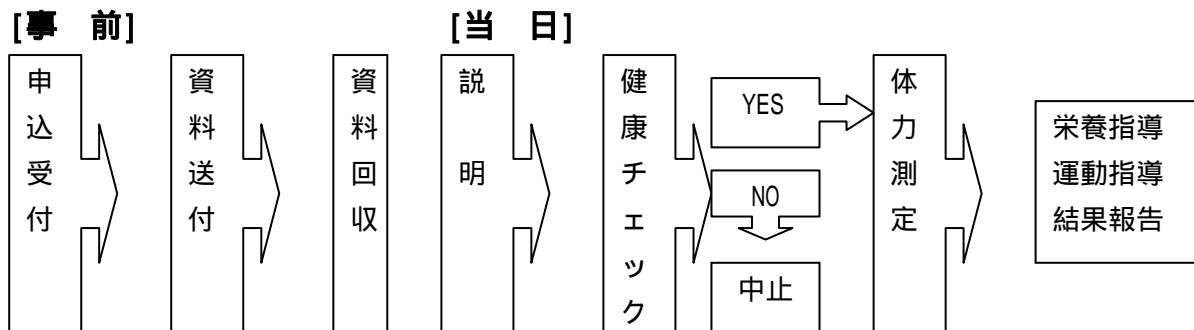 [事　前]
[当　日]
申込受付
資料送付
資料回収
説明
健康チェック
YES
NO
中止
体力測定
栄養指導
運動指導
結果報告